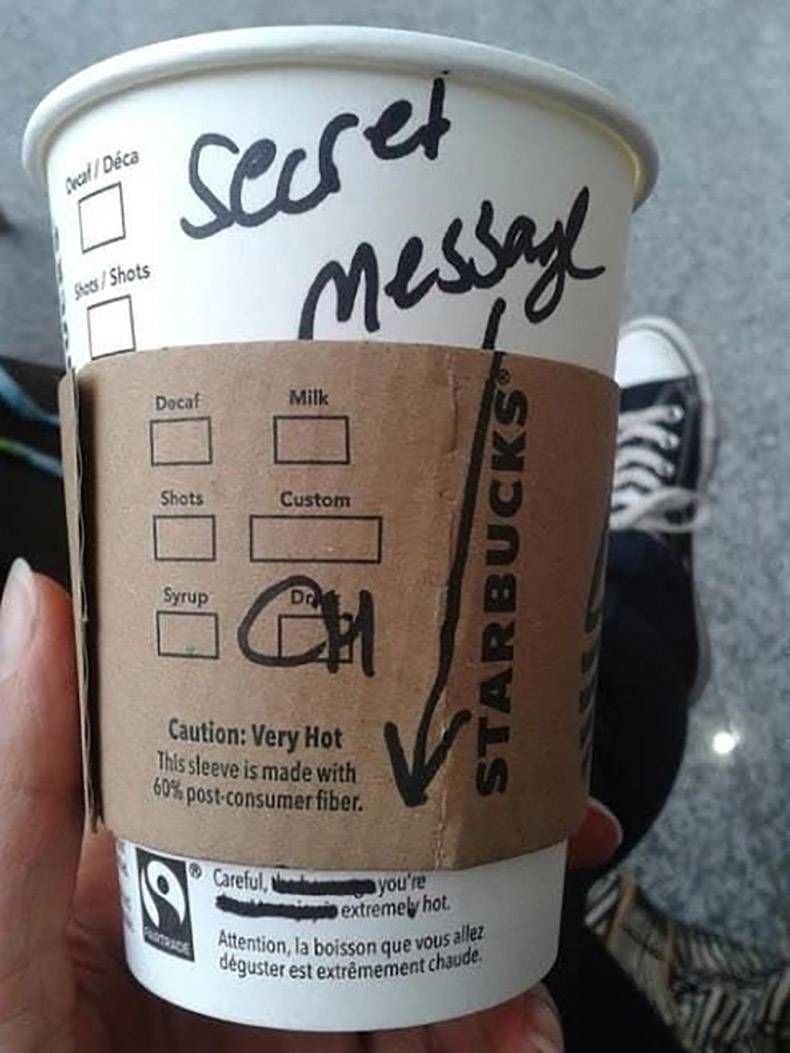 Decaf / Déca
Secret
Message
Shots / Shots
Decaf
Milk
Shots
Custom
Syrup
CH
STARBUCKS®
Caution: Very Hot
This sleeve is made with
60% post-consumer fiber.
FAIRTRADE
®
Careful, you're
extremely hot.
Attention, la boisson que vous allez
déguster est extrêmement chaude.